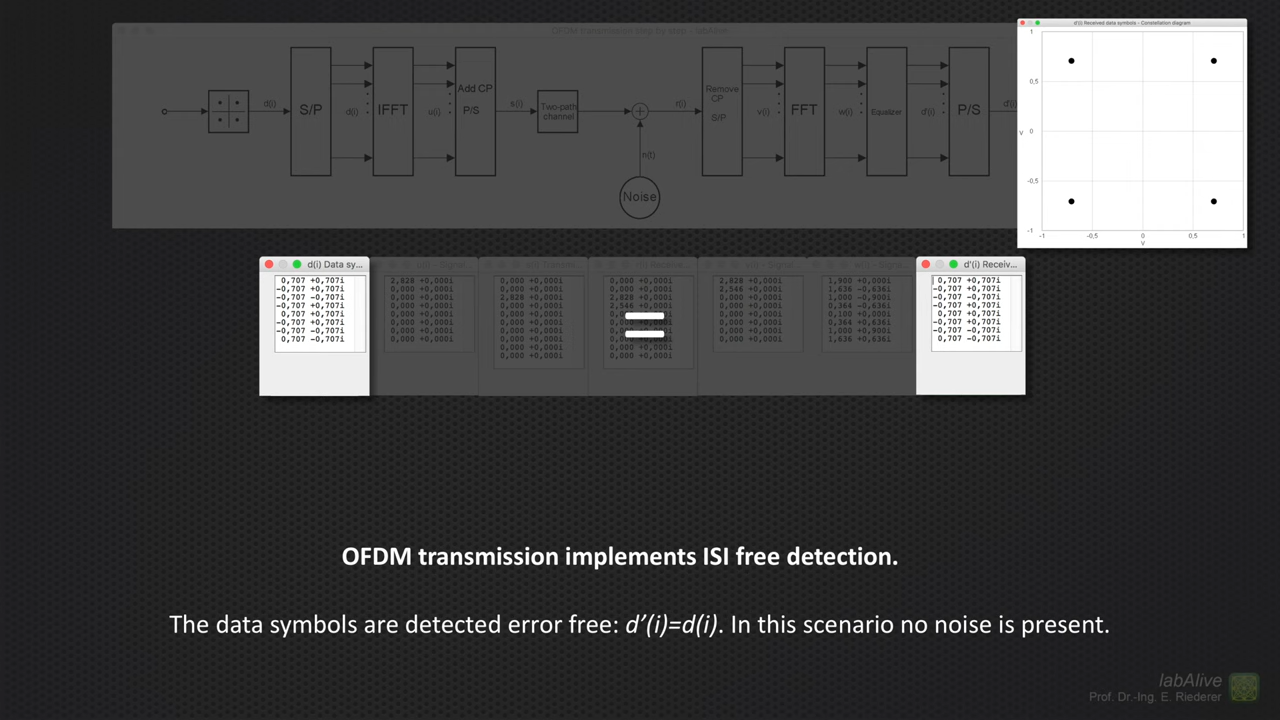 OFDM transmission step by step - labAlive
d'(i) Received data symbols - Constellation diagram
1
0,5
V 0
-0,5
-1
-1 -0,5 0 0,5 1
V
d(i)
S/P
d(i)
IFFT
u(i)
Add CP
P/S
s(i)
Two-path
channel
n(t)
Noise
r(i)
Remove
CP
S/P
v(i)
FFT
w(i)
Equalizer
d'(i)
P/S
d'(i)
d(i) Data sy...
0,707 +0,707i
-0,707 +0,707i
-0,707 -0,707i
-0,707 +0,707i
0,707 +0,707i
-0,707 +0,707i
-0,707 -0,707i
0,707 -0,707i
2,828 +0,000i
0,000 +0,000i
0,000 +0,000i
0,000 +0,000i
0,000 +0,000i
0,000 +0,000i
0,000 +0,000i
0,000 +0,000i
0,000 +0,000i
0,000 +0,000i
2,828 +0,000i
0,000 +0,000i
0,000 +0,000i
0,000 +0,000i
0,000 +0,000i
0,000 +0,000i
0,000 +0,000i
0,000 +0,000i
0,000 +0,000i
0,000 +0,000i
2,828 +0,000i
2,546 +0,000i
0,000 +0,000i
0,000 +0,000i
0,000 +0,000i
0,000 +0,000i
0,000 +0,000i
2,828 +0,000i
2,546 +0,000i
0,000 +0,000i
0,000 +0,000i
0,000 +0,000i
0,000 +0,000i
0,000 +0,000i
0,000 +0,000i
1,900 +0,000i
1,636 -0,636i
1,000 -0,900i
0,364 -0,636i
0,100 +0,000i
0,364 +0,636i
1,000 +0,900i
1,636 +0,636i
d'(i) Receiv...
0,707 +0,707i
-0,707 +0,707i
-0,707 -0,707i
-0,707 +0,707i
0,707 +0,707i
-0,707 +0,707i
-0,707 -0,707i
0,707 -0,707i
=
OFDM transmission implements ISI free detection.
The data symbols are detected error free: d’(i)=d(i). In this scenario no noise is present.
labAlive
Prof. Dr.-Ing. E. Riederer